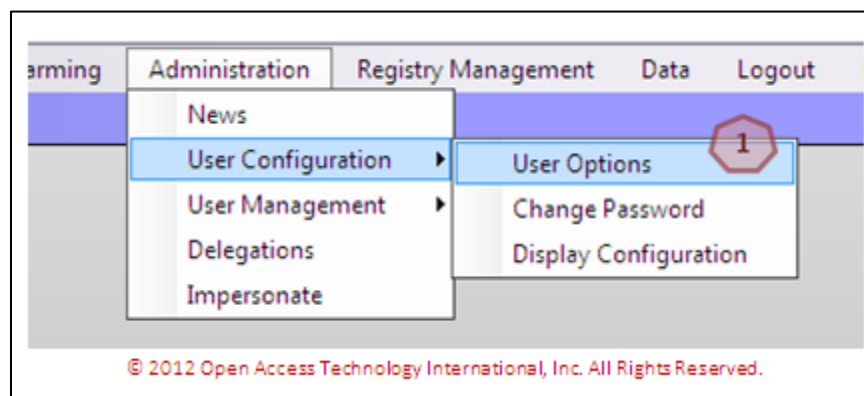 arming Administration Registry Management Data Logout
News
User Configuration User Options 1
User Management Change Password
Delegations Display Configuration
Impersonate
© 2012 Open Access Technology International, Inc. All Rights Reserved.